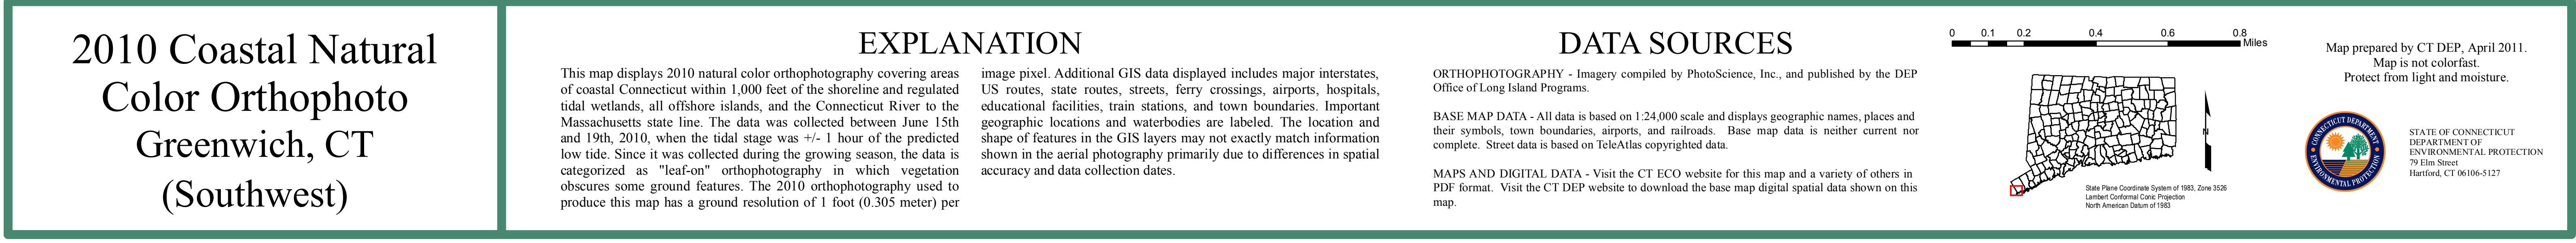 2010 Coastal Natural
Color Orthophoto
Greenwich, CT
(Southwest)
EXPLANATION
This map displays 2010 natural color orthophotography covering areas
of coastal Connecticut within 1,000 feet of the shoreline and regulated
tidal wetlands, all offshore islands, and the Connecticut River to the
Massachusetts state line. The data was collected between June 15th
and 19th, 2010, when the tidal stage was +/- 1 hour of the predicted
low tide. Since it was collected during the growing season, the data is
categorized as "leaf-on" orthophotography in which vegetation
obscures some ground features. The 2010 orthophotography used to
produce this map has a ground resolution of 1 foot (0.305 meter) per
image pixel. Additional GIS data displayed includes major interstates,
US routes, state routes, streets, ferry crossings, airports, hospitals,
educational facilities, train stations, and town boundaries. Important
geographic locations and waterbodies are labeled. The location and
shape of features in the GIS layers may not exactly match information
shown in the aerial photography primarily due to differences in spatial
accuracy and data collection dates.
DATA SOURCES
ORTHOPHOTOGRAPHY - Imagery compiled by PhotoScience, Inc., and published by the DEP
Office of Long Island Programs.
BASE MAP DATA - All data is based on 1:24,000 scale and displays geographic names, places and
their symbols, town boundaries, airports, and railroads. Base map data is neither current nor
complete. Street data is based on TeleAtlas copyrighted data.
MAPS AND DIGITAL DATA - Visit the CT ECO website for this map and a variety of others in
PDF format. Visit the CT DEP website to download the base map digital spatial data shown on this
map.
0 0.1 0.2 0.4 0.6 0.8
Miles
N
State Plane Coordinate System of 1983, Zone 3526
Lambert Conformal Conic Projection
North American Datum of 1983
Map prepared by CT DEP, April 2011.
Map is not colorfast.
Protect from light and moisture.
CONNECTICUT DEPARTMENT
ENVIRONMENTAL PROTECTION
STATE OF CONNECTICUT
DEPARTMENT OF
ENVIRONMENTAL PROTECTION
79 Elm Street
Hartford, CT 06106-5127